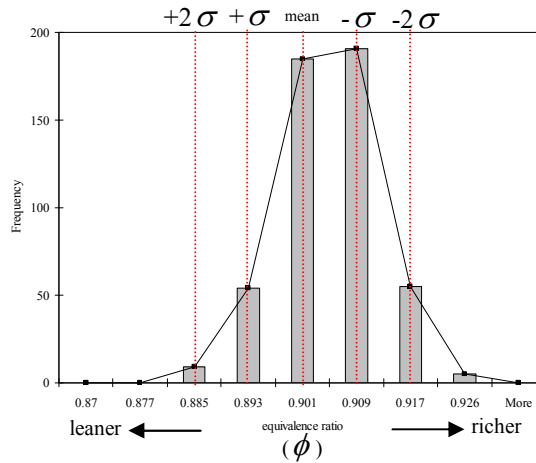 +2σ +σ mean -σ -2σ
200
150
100
50
0
Frequency
0.87 0.877 0.885 0.893 0.901 0.909 0.917 0.926 More
leaner equivalence ratio richer
(ϕ)